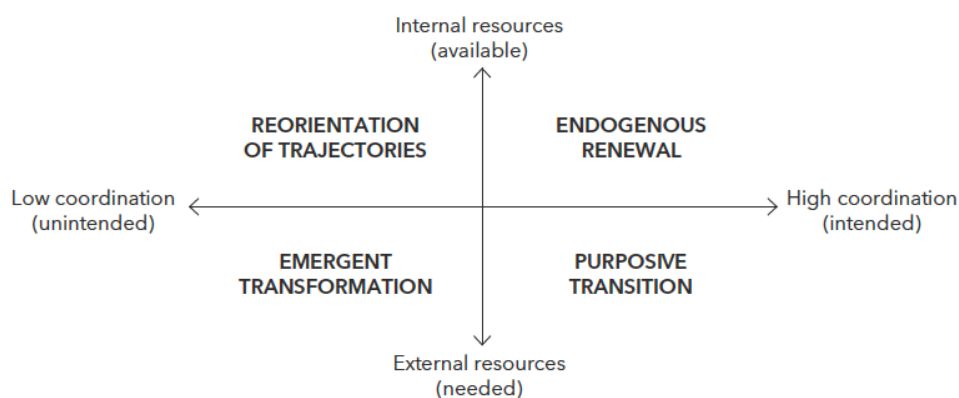 Internal resources
(available)
REORIENTATION
OF TRAJECTORIES
ENDOGENOUS
RENEWAL
Low coordination
(unintended)
High coordination
(intended)
EMERGENT
TRANSFORMATION
PURPOSIVE
TRANSITION
External resources
(needed)